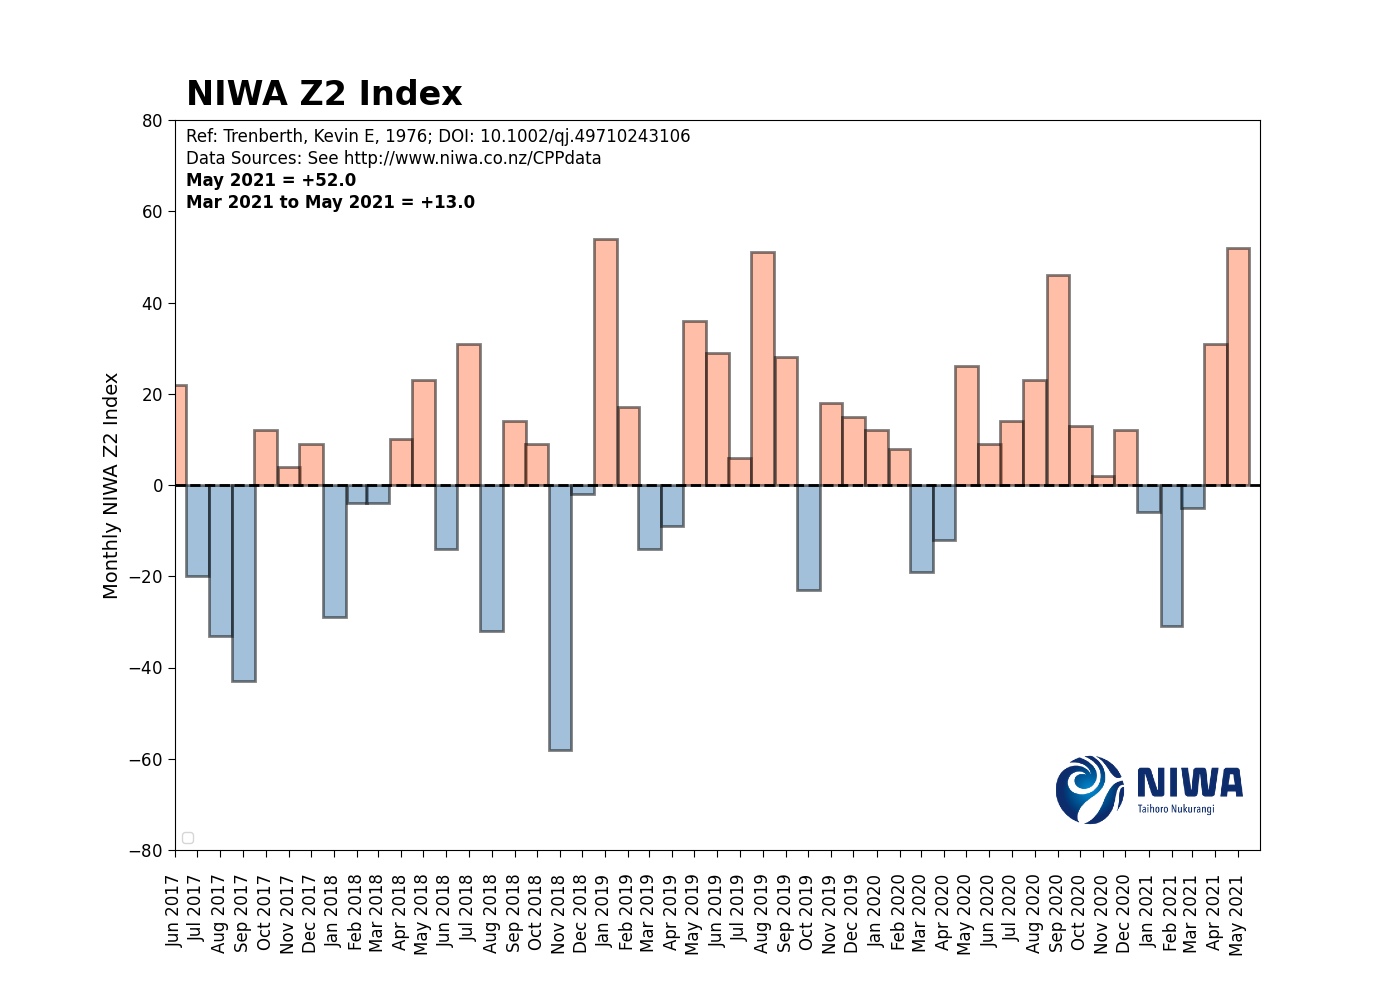 NIWA Z2 Index
Ref: Trenberth, Kevin E, 1976; DOI: 10.1002/qj.49710243106
Data Sources: See http://www.niwa.co.nz/CPPdata
May 2021 = +52.0
Mar 2021 to May 2021 = +13.0
Monthly NIWA Z2 Index
80
60
40
20
0
−20
−40
−60
−80
NIWA
Taihoro Nukurangi
Jun 2017
Jul 2017
Aug 2017
Sep 2017
Oct 2017
Nov 2017
Dec 2017
Jan 2018
Feb 2018
Mar 2018
Apr 2018
May 2018
Jun 2018
Jul 2018
Aug 2018
Sep 2018
Oct 2018
Nov 2018
Dec 2018
Jan 2019
Feb 2019
Mar 2019
Apr 2019
May 2019
Jun 2019
Jul 2019
Aug 2019
Sep 2019
Oct 2019
Nov 2019
Dec 2019
Jan 2020
Feb 2020
Mar 2020
Apr 2020
May 2020
Jun 2020
Jul 2020
Aug 2020
Sep 2020
Oct 2020
Nov 2020
Dec 2020
Jan 2021
Feb 2021
Mar 2021
Apr 2021
May 2021